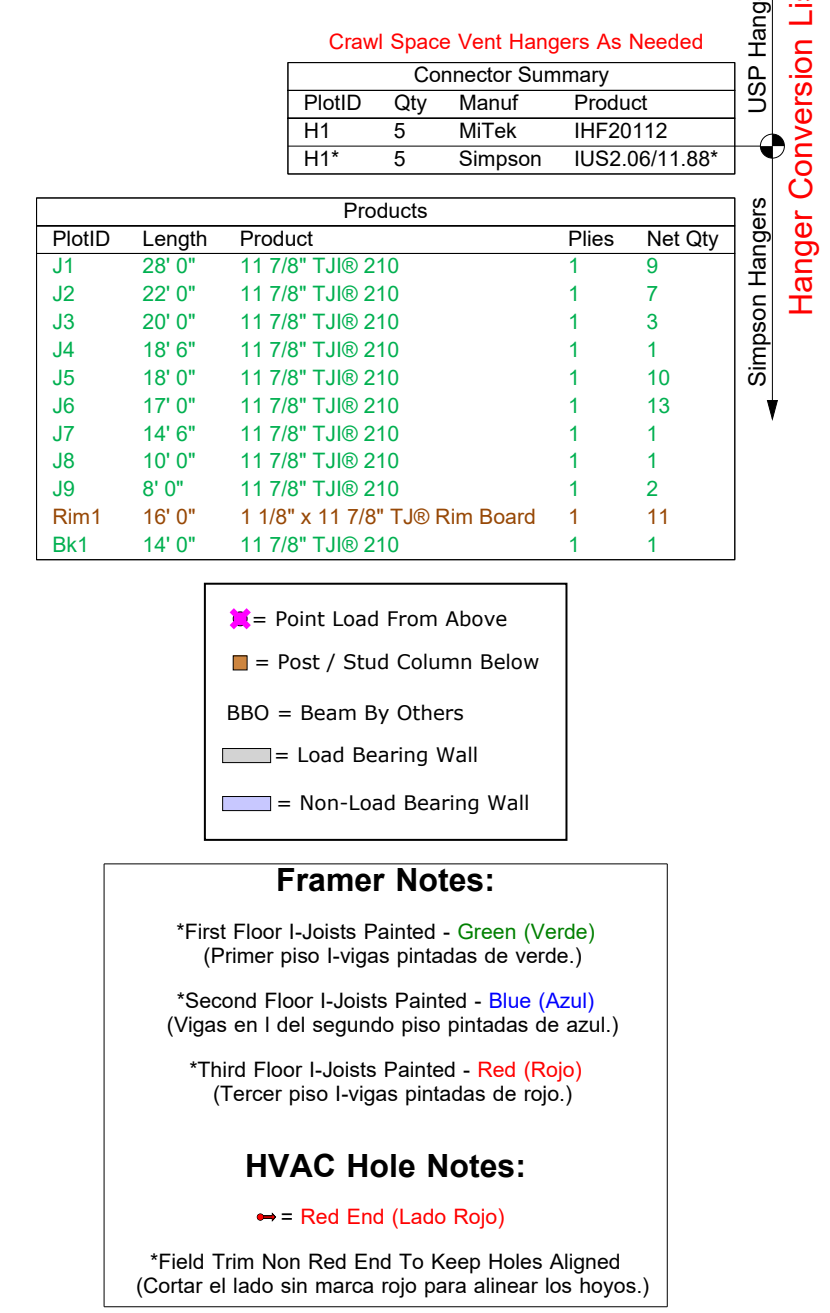 Crawl Space Vent Hangers As Needed
Connector Summary
PlotID Qty Manuf Product
H1 5 MiTek IHF20112
H1* 5 Simpson IUS2.06/11.88*
Products
PlotID Length Product Plies Net Qty
J1 28' 0" 11 7/8" TJI® 210 1 9
J2 22' 0" 11 7/8" TJI® 210 1 7
J3 20' 0" 11 7/8" TJI® 210 1 3
J4 18' 6" 11 7/8" TJI® 210 1 1
J5 18' 0" 11 7/8" TJI® 210 1 10
J6 17' 0" 11 7/8" TJI® 210 1 13
J7 14' 6" 11 7/8" TJI® 210 1 1
J8 10' 0" 11 7/8" TJI® 210 1 1
J9 8' 0" 11 7/8" TJI® 210 1 2
Rim1 16' 0" 1 1/8" x 11 7/8" TJ® Rim Board 1 11
Bk1 14' 0" 11 7/8" TJI® 210 1 1
USP Hang
Simpson Hangers
Hanger Conversion Lis
= Point Load From Above
= Post / Stud Column Below
BBO = Beam By Others
= Load Bearing Wall
= Non-Load Bearing Wall
Framer Notes:
*First Floor I-Joists Painted - Green (Verde)
(Primer piso I-vigas pintadas de verde.)
*Second Floor I-Joists Painted - Blue (Azul)
(Vigas en I del segundo piso pintadas de azul.)
*Third Floor I-Joists Painted - Red (Rojo)
(Tercer piso I-vigas pintadas de rojo.)
HVAC Hole Notes:
= Red End (Lado Rojo)
*Field Trim Non Red End To Keep Holes Aligned
(Cortar el lado sin marca rojo para alinear los hoyos.)